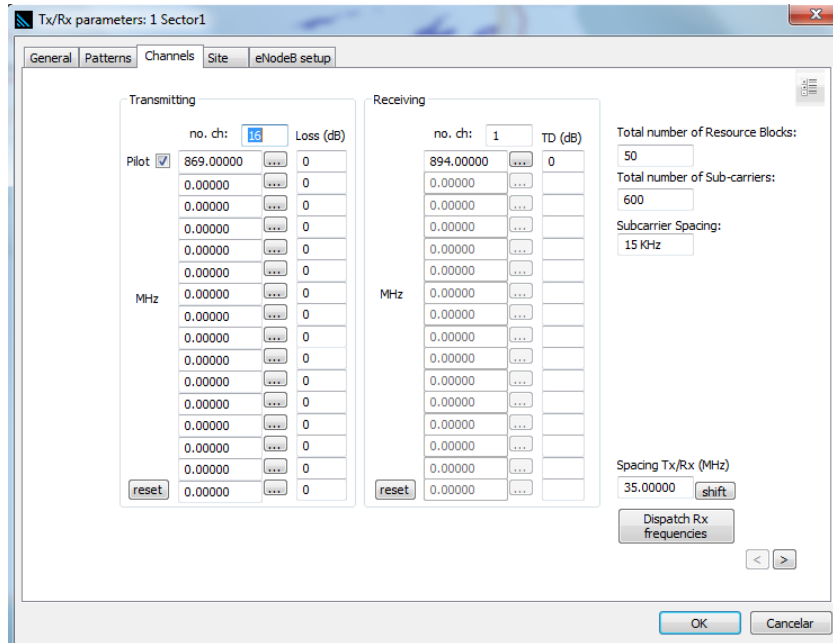 Tx/Rx parameters: 1 Sector1
General Patterns Channels Site eNodeB setup
Transmitting Receiving
no. ch: 16 Loss (dB) no. ch: 1 TD (dB) Total number of Resource Blocks:
Pilot 869.00000 ... 0 894.00000 ... 0 50
0.00000 ... 0 0.00000 ... Total number of Sub-carriers:
0.00000 ... 0 0.00000 ... 600
0.00000 ... 0 0.00000 ... Subcarrier Spacing:
0.00000 ... 0 0.00000 ... 15 KHz
0.00000 ... 0 0.00000 ...
MHz 0.00000 ... 0 MHz 0.00000 ...
0.00000 ... 0 0.00000 ...
0.00000 ... 0 0.00000 ...
0.00000 ... 0 0.00000 ...
0.00000 ... 0 0.00000 ...
0.00000 ... 0 0.00000 ...
0.00000 ... 0 0.00000 ...
0.00000 ... 0 0.00000 ...
0.00000 ... 0 0.00000 ... Spacing Tx/Rx (MHz)
reset 0.00000 ... 0 reset 0.00000 ... 35.00000 shift
Dispatch Rx
frequencies
< >
OK Cancelar